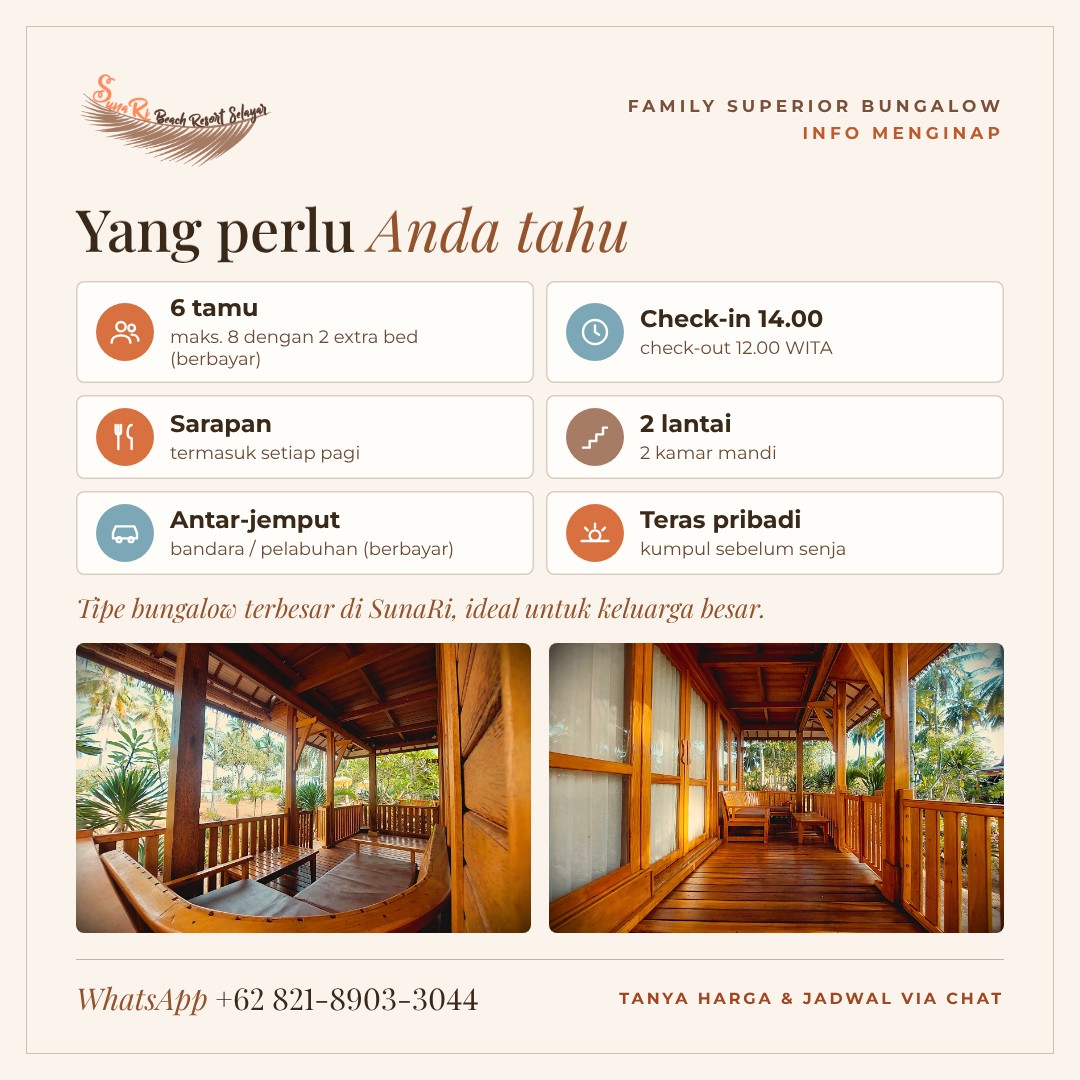 SunaRi Beach Resort Selayar
FAMILY SUPERIOR BUNGALOW
INFO MENGINAP
Yang perlu Anda tahu
6 tamu
maks. 8 dengan 2 extra bed
(berbayar)
Check-in 14.00
check-out 12.00 WITA
Sarapan
termasuk setiap pagi
2 lantai
2 kamar mandi
Antar-jemput
bandara / pelabuhan (berbayar)
Teras pribadi
kumpul sebelum senja
Tipe bungalow terbesar di SunaRi, ideal untuk keluarga besar.
WhatsApp +62 821-8903-3044
TANYA HARGA & JADWAL VIA CHAT